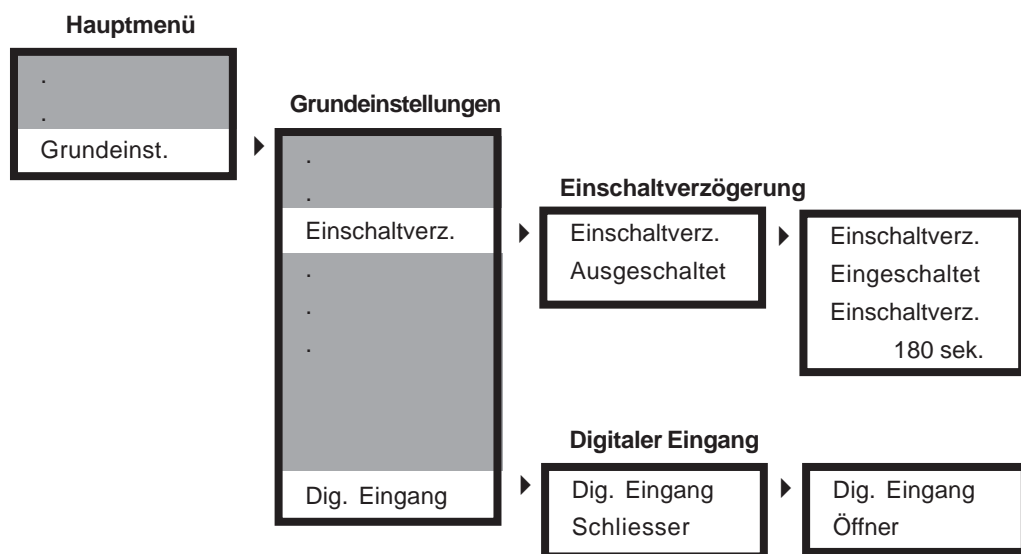 Hauptmenü
.
.
Grundeinst.
Grundeinstellungen
.
.
Einschaltverz.
.
.
.
Dig. Eingang
Einschaltverzögerung
Einschaltverz.
Ausgeschaltet
Einschaltverz.
Eingeschaltet
Einschaltverz.
180 sek.
Digitaler Eingang
Dig. Eingang
Schliesser
Dig. Eingang
Öffner